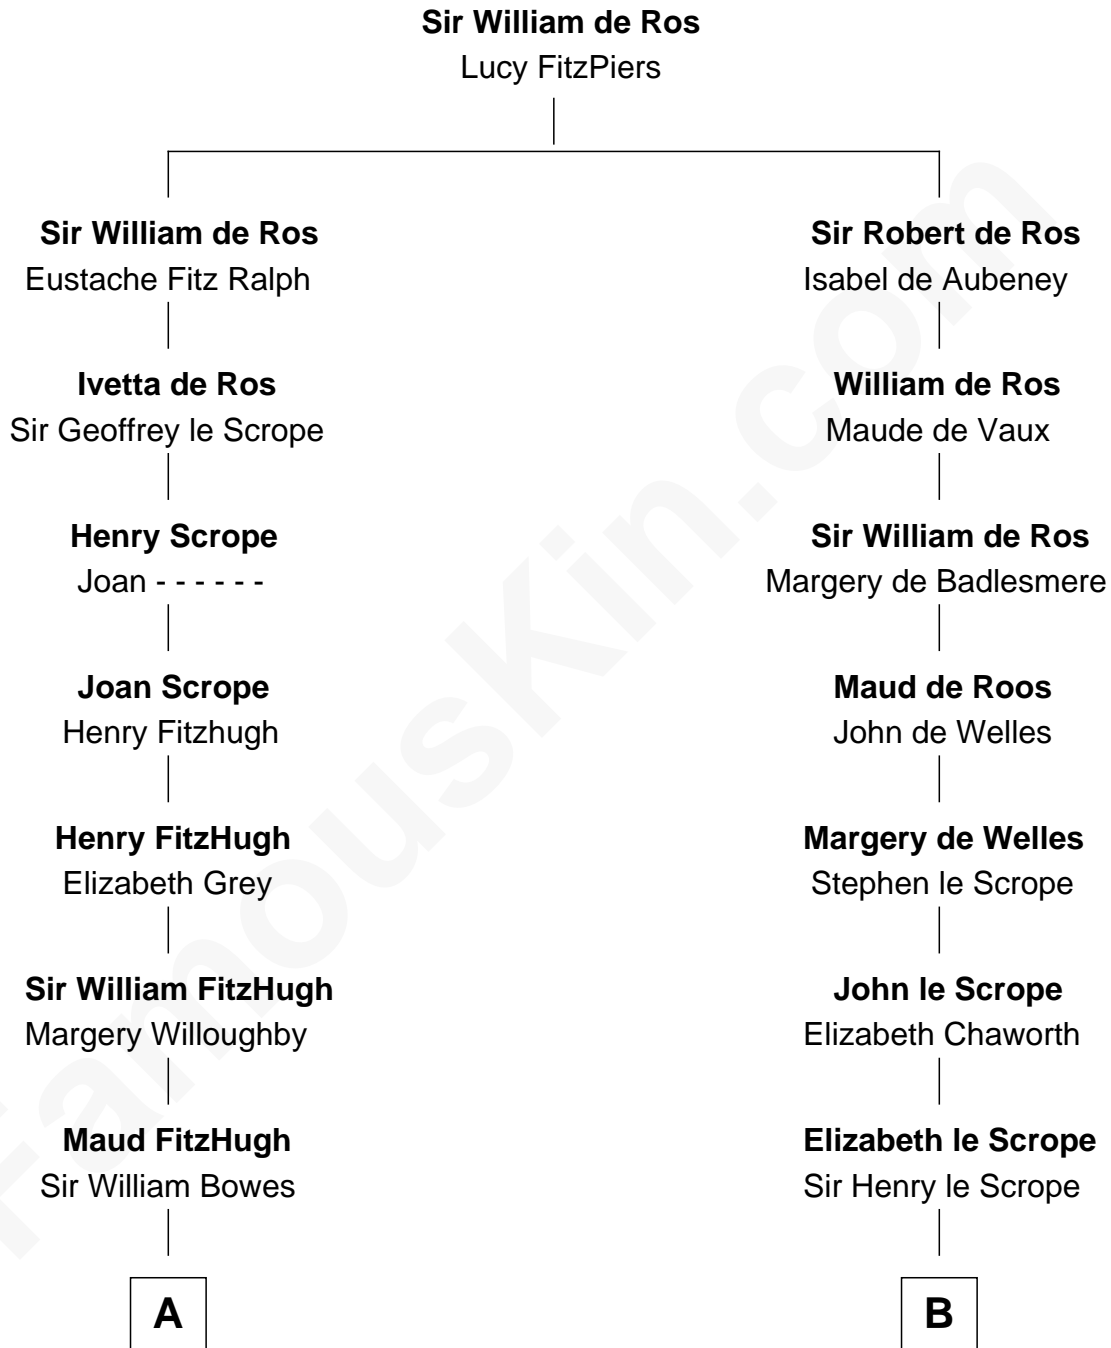 Sir William de Ros
Lucy FitzPiers
Sir William de Ros
Eustache Fitz Ralph
Sir Robert de Ros
Isabel de Aubeney
Ivetta de Ros
Sir Geoffrey le Scrope
William de Ros
Maude de Vaux
Henry Scrope
Joan - - - - - -
Sir William de Ros
Margery de Badlesmere
Joan Scrope
Henry Fitzhugh
Maud de Roos
John de Welles
Henry FitzHugh
Elizabeth Grey
Margery de Welles
Stephen le Scrope
Sir William FitzHugh
Margery Willoughby
John le Scrope
Elizabeth Chaworth
Maud FitzHugh
Sir William Bowes
Elizabeth le Scrope
Sir Henry le Scrope
A
B
FamousKin.com